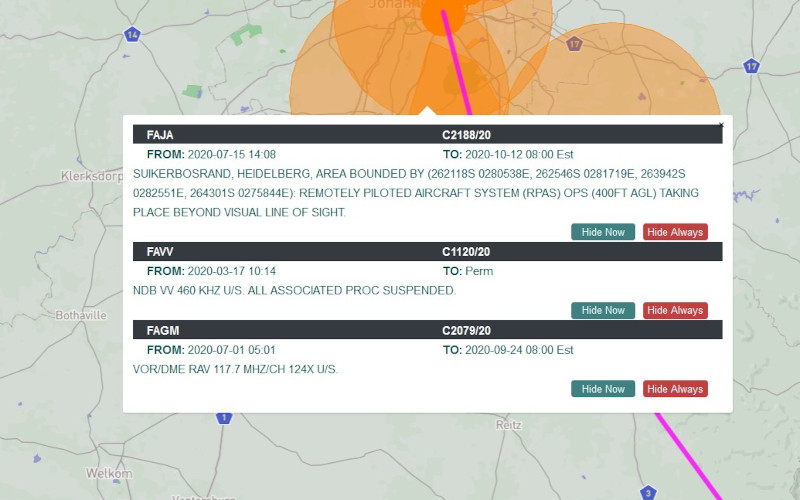 Johann
14
17
17
×
FAJA C2188/20
FROM: 2020-07-15 14:08 TO: 2020-10-12 08:00 Est
SUIKERBOSRAND, HEIDELBERG, AREA BOUNDED BY (262118S 0280538E, 262546S 0281719E, 263942S
0282551E, 264301S 0275844E): REMOTELY PILOTED AIRCRAFT SYSTEM (RPAS) OPS (400FT AGL) TAKING
PLACE BEYOND VISUAL LINE OF SIGHT.
Hide Now Hide Always
FAVV C1120/20
FROM: 2020-03-17 10:14 TO: Perm
NDB VV 460 KHZ U/S. ALL ASSOCIATED PROC SUSPENDED.
Hide Now Hide Always
FAGM C2079/20
FROM: 2020-07-01 05:01 TO: 2020-09-24 08:00 Est
VOR/DME RAV 117.7 MHZ/CH 124X U/S.
Hide Now Hide Always
Klerksdorp
Bothaville
1
Reitz
Welkom
3